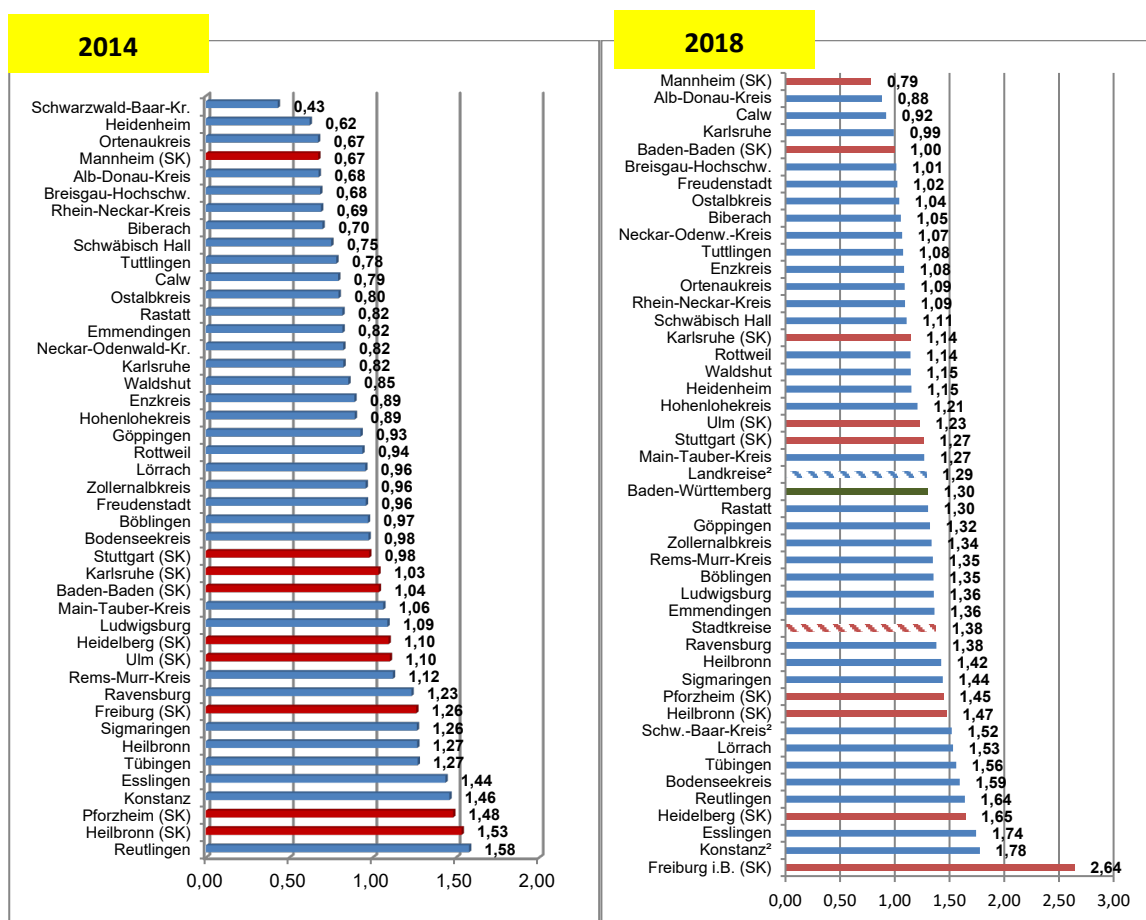 2014
Schwarzwald-Baar-Kr. 0,43
Heidenheim 0,62
Ortenaukreis 0,67
Mannheim (SK) 0,67
Alb-Donau-Kreis 0,68
Breisgau-Hochschw. 0,68
Rhein-Neckar-Kreis 0,69
Biberach 0,70
Schwäbisch Hall 0,75
Tuttlingen 0,78
Calw 0,79
Ostalbkreis 0,80
Rastatt 0,82
Emmendingen 0,82
Neckar-Odenwald-Kr. 0,82
Karlsruhe 0,82
Waldshut 0,85
Enzkreis 0,89
Hohenlohekreis 0,89
Göppingen 0,93
Rottweil 0,94
Lörrach 0,96
Zollernalbkreis 0,96
Freudenstadt 0,96
Böblingen 0,97
Bodenseekreis 0,98
Stuttgart (SK) 0,98
Karlsruhe (SK) 1,03
Baden-Baden (SK) 1,04
Main-Tauber-Kreis 1,06
Ludwigsburg 1,09
Heidelberg (SK) 1,10
Ulm (SK) 1,10
Rems-Murr-Kreis 1,12
Ravensburg 1,23
Freiburg (SK) 1,26
Sigmaringen 1,26
Heilbronn 1,27
Tübingen 1,27
Esslingen 1,44
Konstanz 1,46
Pforzheim (SK) 1,48
Heilbronn (SK) 1,53
Reutlingen 1,58
0,00 0,50 1,00 1,50 2,00
2018
Mannheim (SK) 0,79
Alb-Donau-Kreis 0,88
Calw 0,92
Karlsruhe 0,99
Baden-Baden (SK) 1,00
Breisgau-Hochschw. 1,01
Freudenstadt 1,02
Ostalbkreis 1,04
Biberach 1,05
Neckar-Odenw.-Kreis 1,07
Tuttlingen 1,08
Enzkreis 1,08
Ortenaukreis 1,09
Rhein-Neckar-Kreis 1,09
Schwäbisch Hall 1,11
Karlsruhe (SK) 1,14
Rottweil 1,14
Waldshut 1,15
Heidenheim 1,15
Hohenlohekreis 1,21
Ulm (SK) 1,23
Stuttgart (SK) 1,27
Main-Tauber-Kreis 1,27
Landkreise² 1,29
Baden-Württemberg 1,30
Rastatt 1,30
Göppingen 1,32
Zollernalbkreis 1,34
Rems-Murr-Kreis 1,35
Böblingen 1,35
Ludwigsburg 1,36
Emmendingen 1,36
Stadtkreise 1,38
Ravensburg 1,38
Heilbronn 1,42
Sigmaringen 1,44
Pforzheim (SK) 1,45
Heilbronn (SK) 1,47
Schw.-Baar-Kreis² 1,52
Lörrach 1,53
Tübingen 1,56
Bodenseekreis 1,59
Reutlingen 1,64
Heidelberg (SK) 1,65
Esslingen 1,74
Konstanz² 1,78
Freiburg i.B. (SK) 2,64
0,00 0,50 1,00 1,50 2,00 2,50 3,00